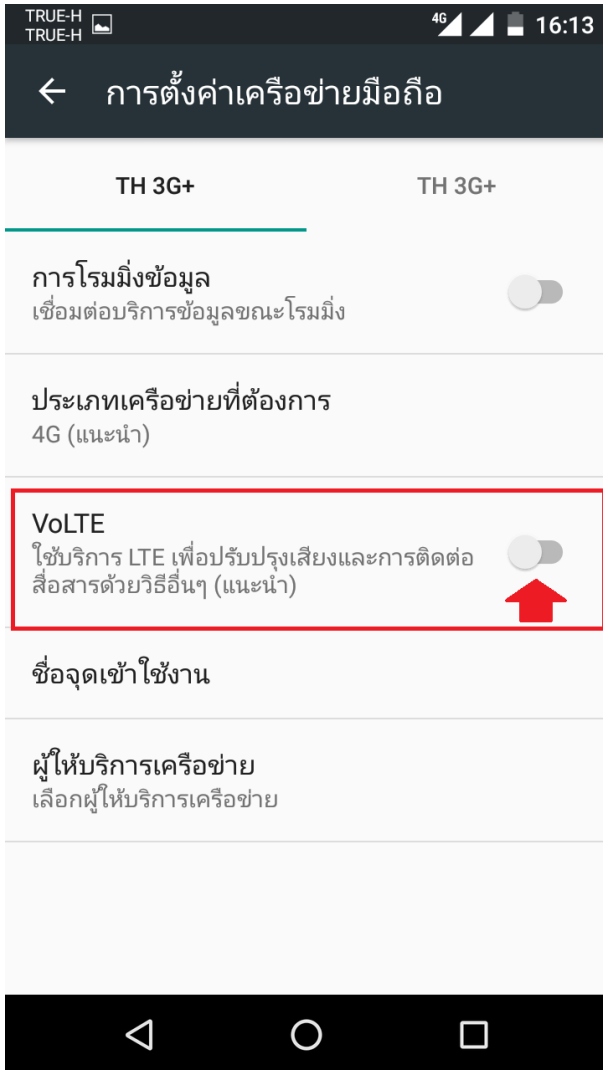 TRUE-H
TRUE-H
4G 16:13
การตั้งค่าเครือข่ายมือถือ
TH 3G+ TH 3G+
การโรมมิ่งข้อมูล
เชื่อมต่อบริการข้อมูลขณะโรมมิ่ง
ประเภทเครือข่ายที่ต้องการ
4G (แนะนำ)
VoLTE
ใช้บริการ LTE เพื่อปรับปรุงเสียงและการติดต่อ
สื่อสารด้วยวิธีอื่นๆ (แนะนำ)
ชื่อจุดเข้าใช้งาน
ผู้ให้บริการเครือข่าย
เลือกผู้ให้บริการเครือข่าย